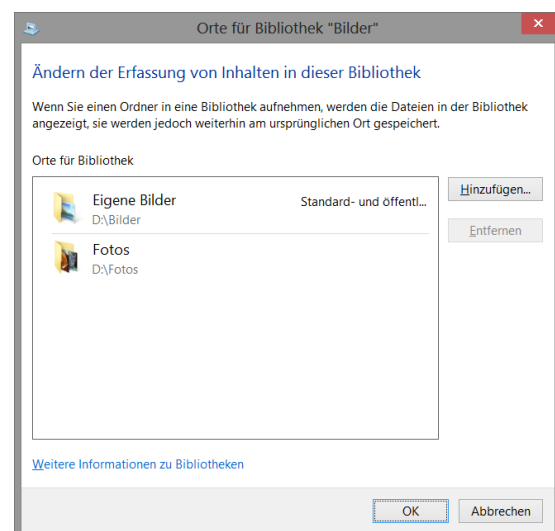 Orte für Bibliothek "Bilder"
Ändern der Erfassung von Inhalten in dieser Bibliothek
Wenn Sie einen Ordner in eine Bibliothek aufnehmen, werden die Dateien in der Bibliothek
angezeigt, sie werden jedoch weiterhin am ursprünglichen Ort gespeichert.
Orte für Bibliothek
Eigene Bilder Standard- und öffentl...
D:\Bilder
Fotos
D:\Fotos
Hinzufügen...
Entfernen
Weitere Informationen zu Bibliotheken
OK Abbrechen